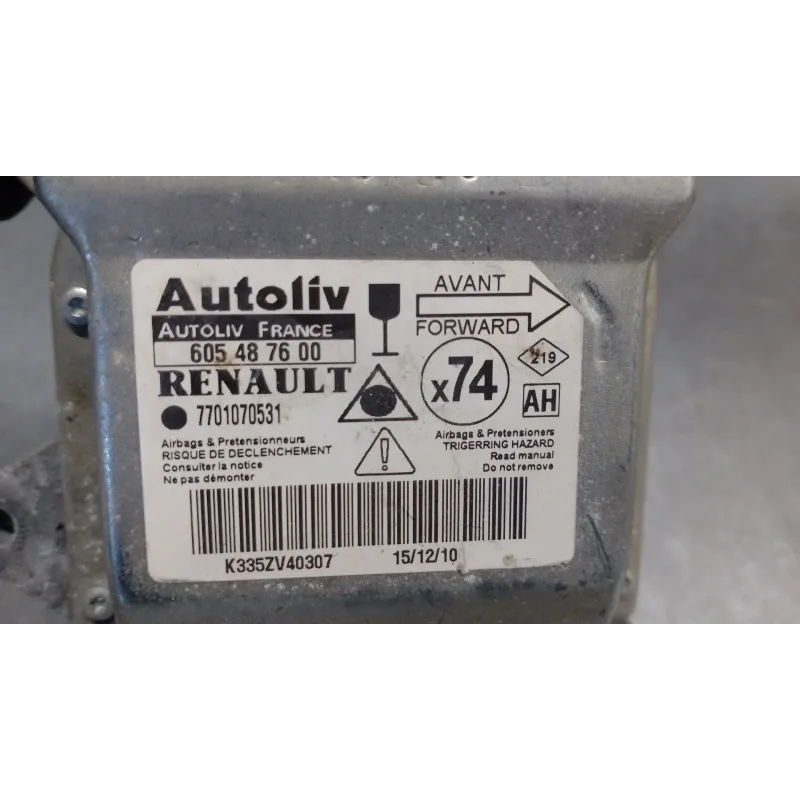 Autoliv
AUTOLIV FRANCE
605 48 76 00
RENAULT
7701070531
AVANT
FORWARD
x74
219
AH
Airbags & Pretensionneurs
RISQUE DE DECLENCHEMENT
Consulter la notice
Ne pas démonter
Airbags & Pretensioners
TRIGERRING HAZARD
Read manual
Do not remove
K335ZV40307
15/12/10